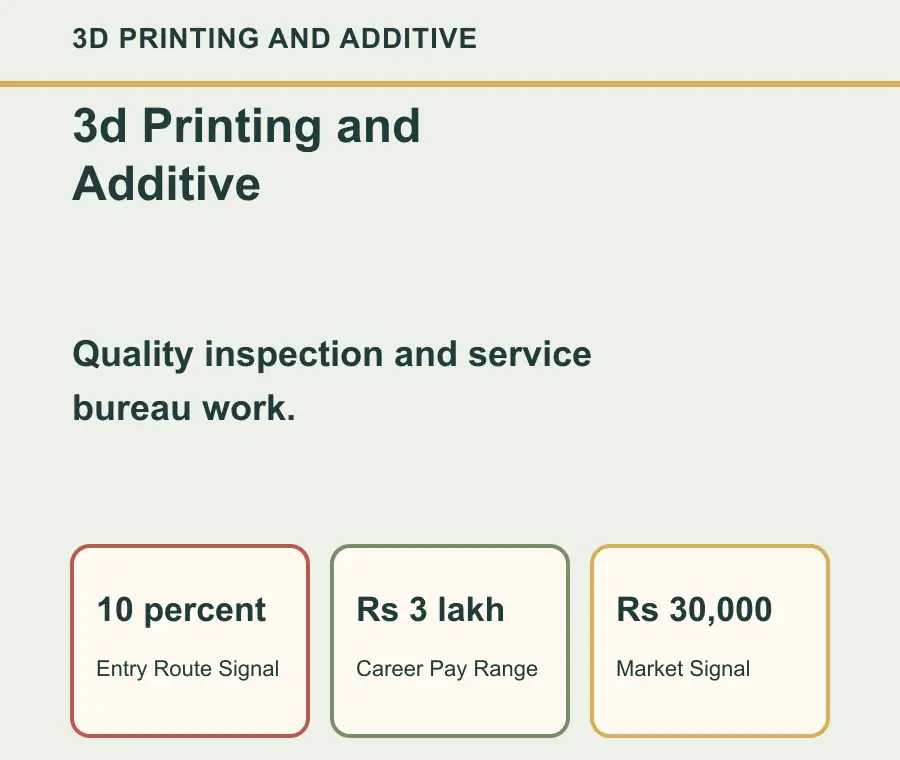 3D PRINTING AND ADDITIVE
3d Printing and
Additive
Quality inspection and service
bureau work.
10 percent
Entry Route Signal
Rs 3 lakh
Career Pay Range
Rs 30,000
Market Signal